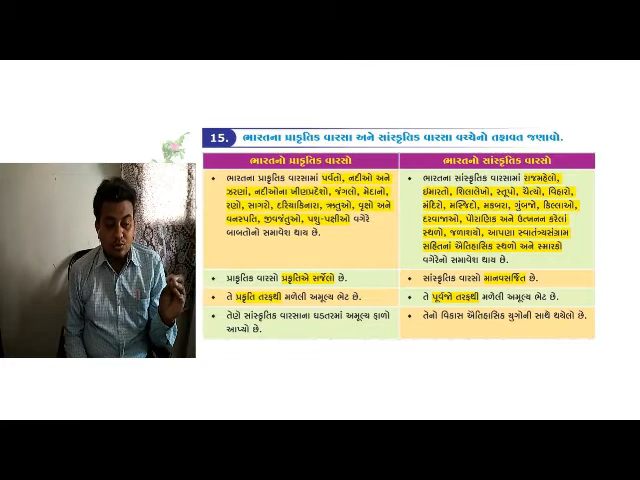 15. ભારતના પ્રાકૃતિક વારસા અને સાંસ્કૃતિક વારસા વચ્ચેનો તફાવત જણાવો.
ભારતનો પ્રાકૃતિક વારસો
ભારતના પ્રાકૃતિક વારસામાં પર્વતો, નદીઓ અને
ઝરણાં, નદીઓના ખીણપ્રદેશો, જંગલો, મેદાનો,
રણો, સાગરો, દરિયાકિનારા, ઋતુઓ, વૃક્ષો અને
વનસ્પતિ, જીવજંતુઓ, પશુ-પક્ષીઓ વગેરે
બાબતોનો સમાવેશ થાય છે.
પ્રાકૃતિક વારસો પ્રકૃતિએ સર્જેલો છે.
તે પ્રકૃતિ તરફથી મળેલી અમૂલ્ય ભેટ છે.
તેણે સાંસ્કૃતિક વારસાના ઘડતરમાં અમૂલ્ય ફાળો
આપ્યો છે.
ભારતનો સાંસ્કૃતિક વારસો
ભારતના સાંસ્કૃતિક વારસામાં રાજમહેલો,
ઇમારતો, શિલાલેખો, સ્તૂપો, ચૈત્યો, વિહારો,
મંદિરો, મસ્જિદો, મકબરા, ગુંબજો, કિલ્લાઓ,
દરવાજાઓ, પૌરાણિક અને ઉત્ખનન કરેલાં
સ્થળો, જળાશયો, આપણા સ્વાતંત્ર્યસંગ્રામ
સહિતનાં ઐતિહાસિક સ્થળો અને સ્મારકો
વગેરેનો સમાવેશ થાય છે.
સાંસ્કૃતિક વારસો માનવસર્જિત છે.
તે પૂર્વજો તરફથી મળેલી અમૂલ્ય ભેટ છે.
તેનો વિકાસ ઐતિહાસિક યુગોની સાથે થયેલો છે.